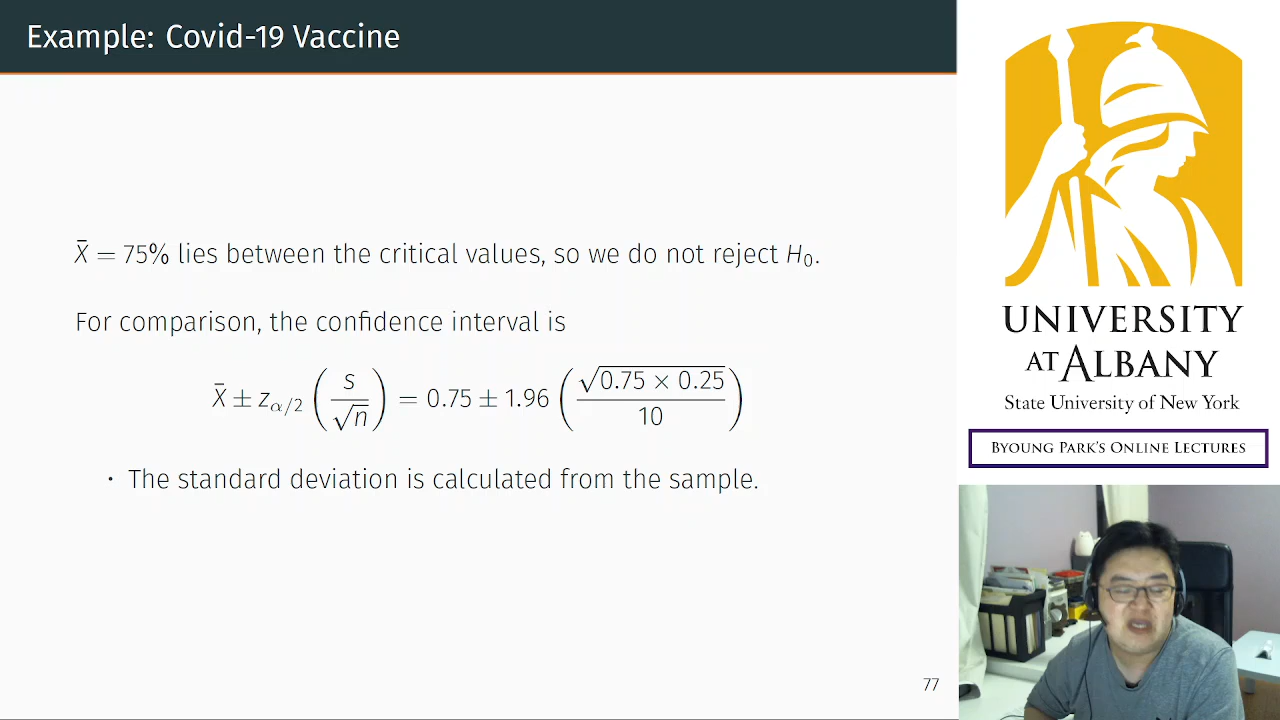 Example: Covid-19 Vaccine
X̄ = 75% lies between the critical values, so we do not reject H₀.
For comparison, the confidence interval is
X̄ ± z_{α/2} (s/√n) = 0.75 ± 1.96 (√(0.75 × 0.25)/10)
• The standard deviation is calculated from the sample.
77
UNIVERSITY
AT ALBANY
State University of New York
BYOUNG PARK'S ONLINE LECTURES